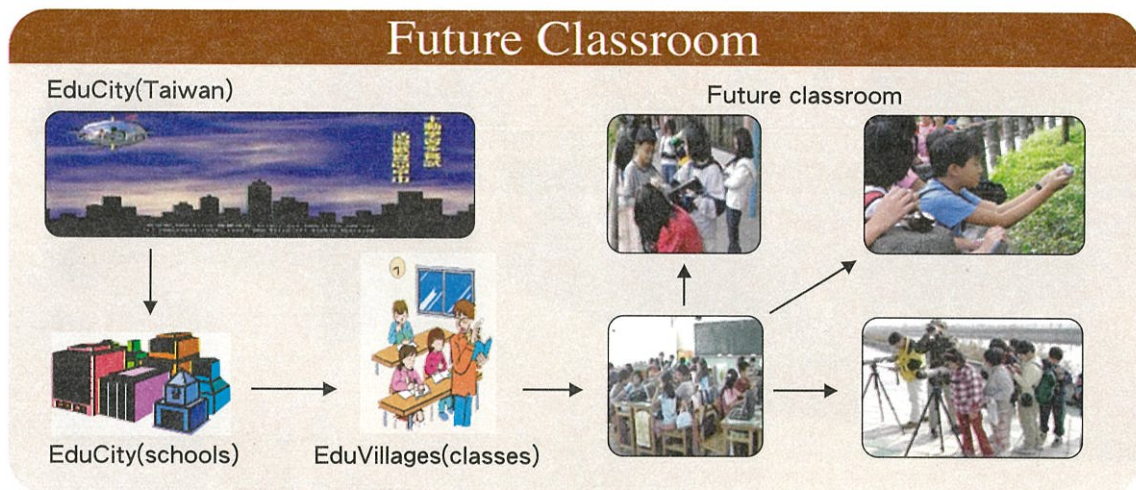 Future Classroom
EduCity(Taiwan)
Future classroom
EduCity(schools)
EduVillages(classes)